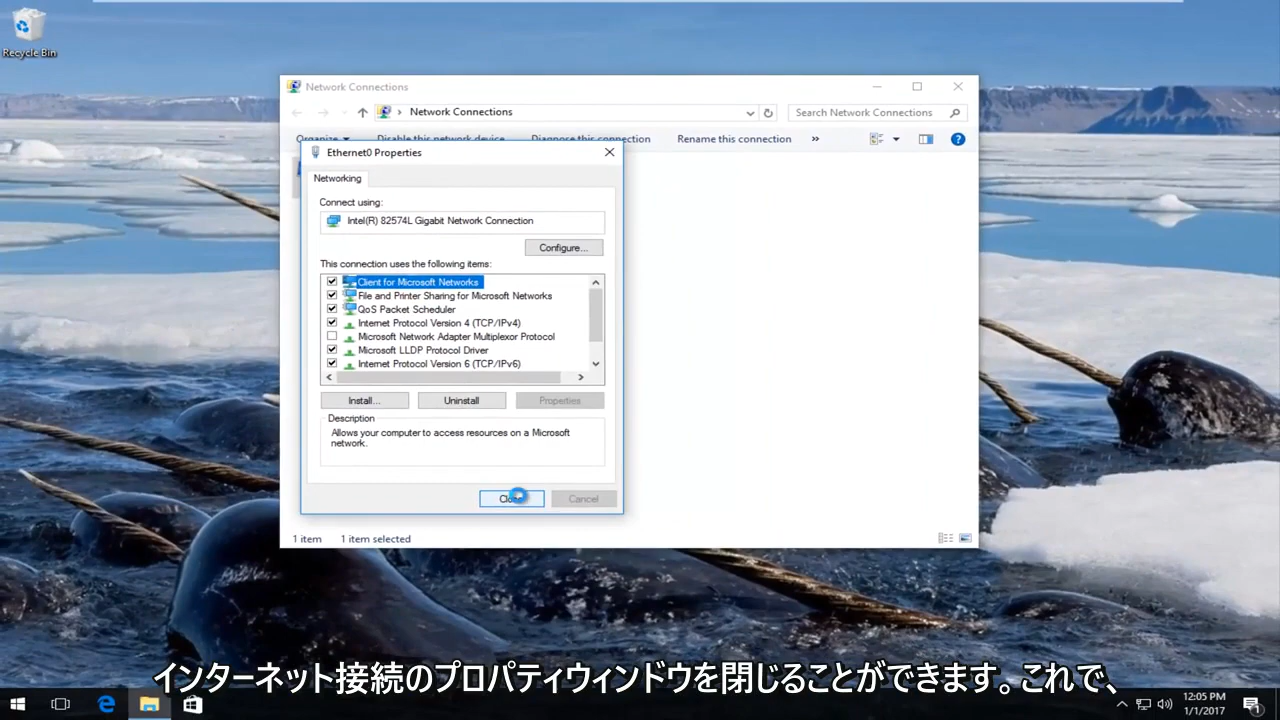 Recycle Bin
Network Connections
Network Connections
Search Network Connections
Organize
Disable this network device
Diagnose this connection
Rename this connection
»
Ethernet0 Properties
Networking
Connect using:
Intel(R) 82574L Gigabit Network Connection
Configure...
This connection uses the following items:
Client for Microsoft Networks
File and Printer Sharing for Microsoft Networks
QoS Packet Scheduler
Internet Protocol Version 4 (TCP/IPv4)
Microsoft Network Adapter Multiplexor Protocol
Microsoft LLDP Protocol Driver
Internet Protocol Version 6 (TCP/IPv6)
Install...
Uninstall
Properties
Description
Allows your computer to access resources on a Microsoft
network.
Close
Cancel
1 item
1 item selected
インターネット接続のプロパティウィンドウを閉じることができます。これで、
12:05 PM
1/1/2017
1